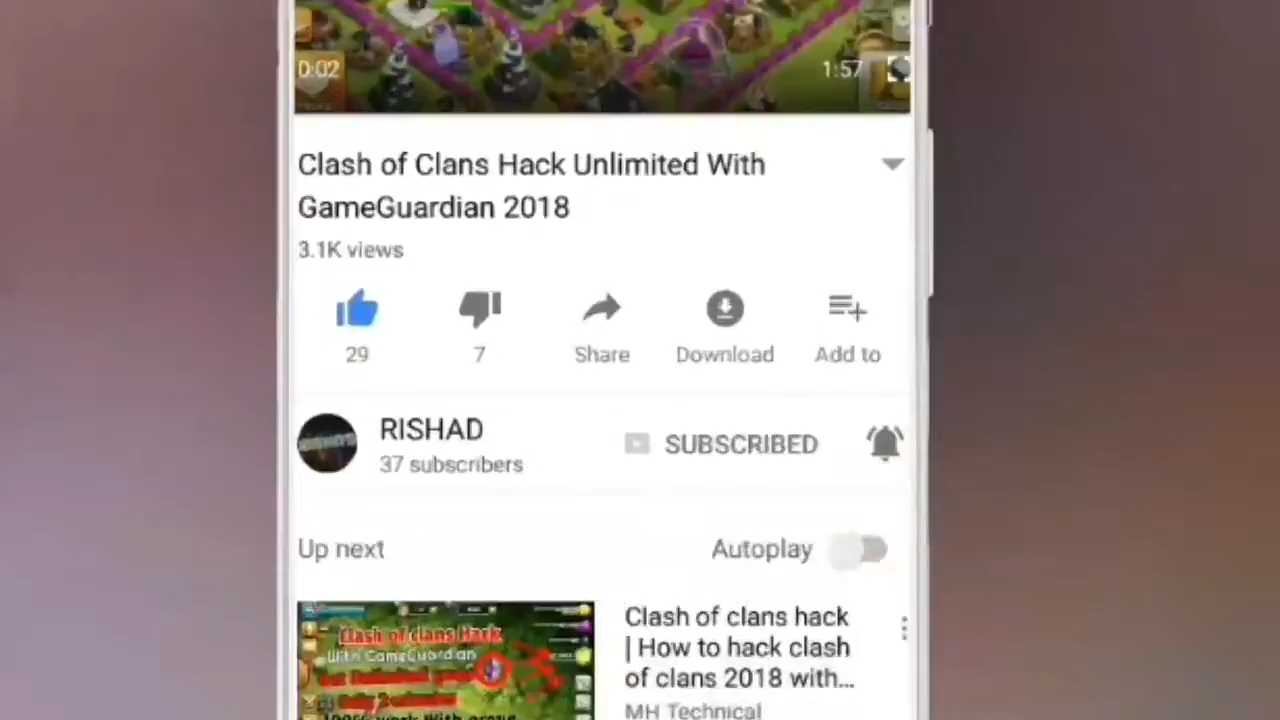 0:02
1:57
Clash of Clans Hack Unlimited With
GameGuardian 2018
3.1K views
29
7
Share
Download
Add to
RISHAD
37 subscribers
SUBSCRIBED
Up next
Autoplay
Clash of clans Hack
With GameGuardian
Clash of clans hack
| How to hack clash
of clans 2018 with...
MH Technical